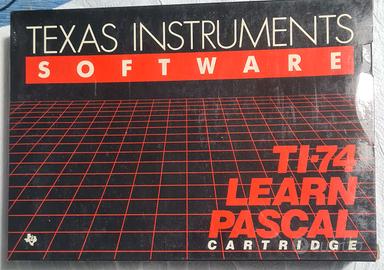 TEXAS INSTRUMENTS
SOFTWARE
TI-74
LEARN
PASCAL
CARTRIDGE